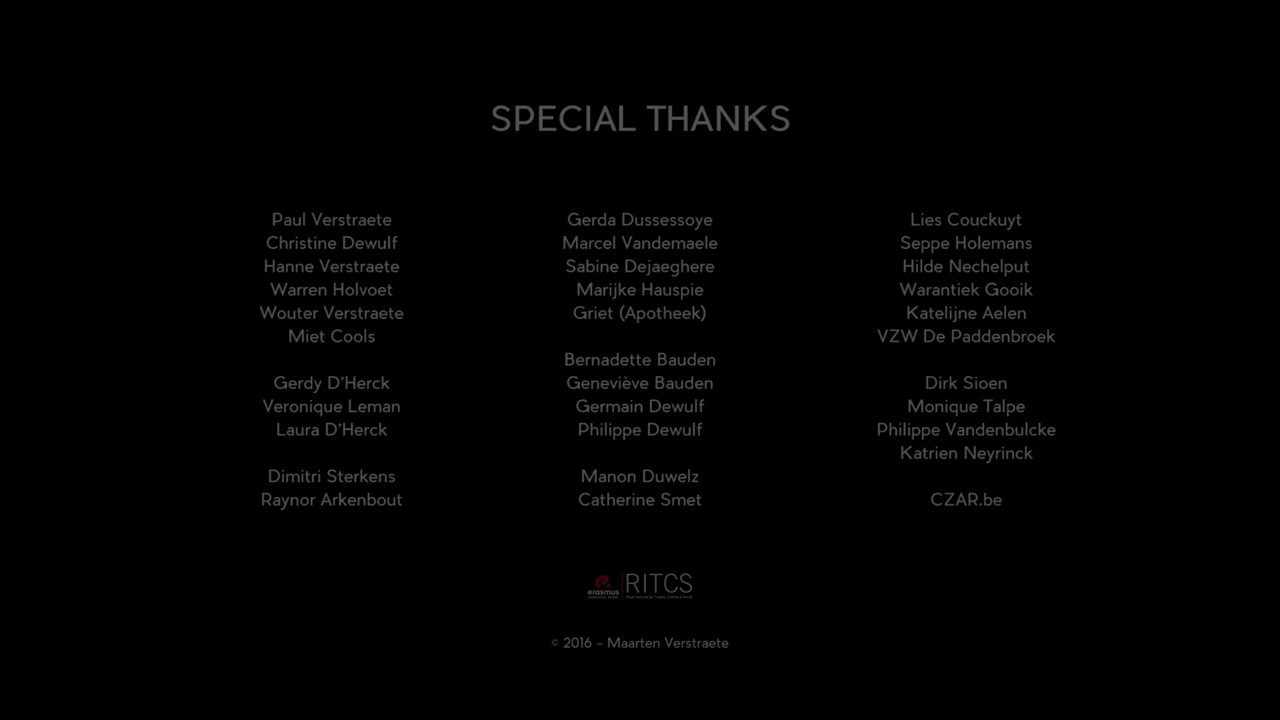 SPECIAL THANKS
Paul Verstraete
Christine Dewulf
Hanne Verstraete
Warren Holvoet
Wouter Verstraete
Miet Cools
Gerdy D'Herck
Veronique Leman
Laura D'Herck
Dimitri Sterkens
Raynor Arkenbout
Gerda Dussessoye
Marcel Vandemaele
Sabine Dejaeghere
Marijke Hauspie
Griet (Apotheek)
Bernadette Bauden
Geneviève Bauden
Germain Dewulf
Philippe Dewulf
Manon Duwelz
Catherine Smet
Lies Couckuyt
Seppe Holemans
Hilde Nechelput
Warantiek Gooik
Katelijne Aelen
VZW De Paddenbroek
Dirk Sioen
Monique Talpe
Philippe Vandenbulcke
Katrien Neyrinck
CZAR.be
erasmus
RITCS
© 2016 - Maarten Verstraete